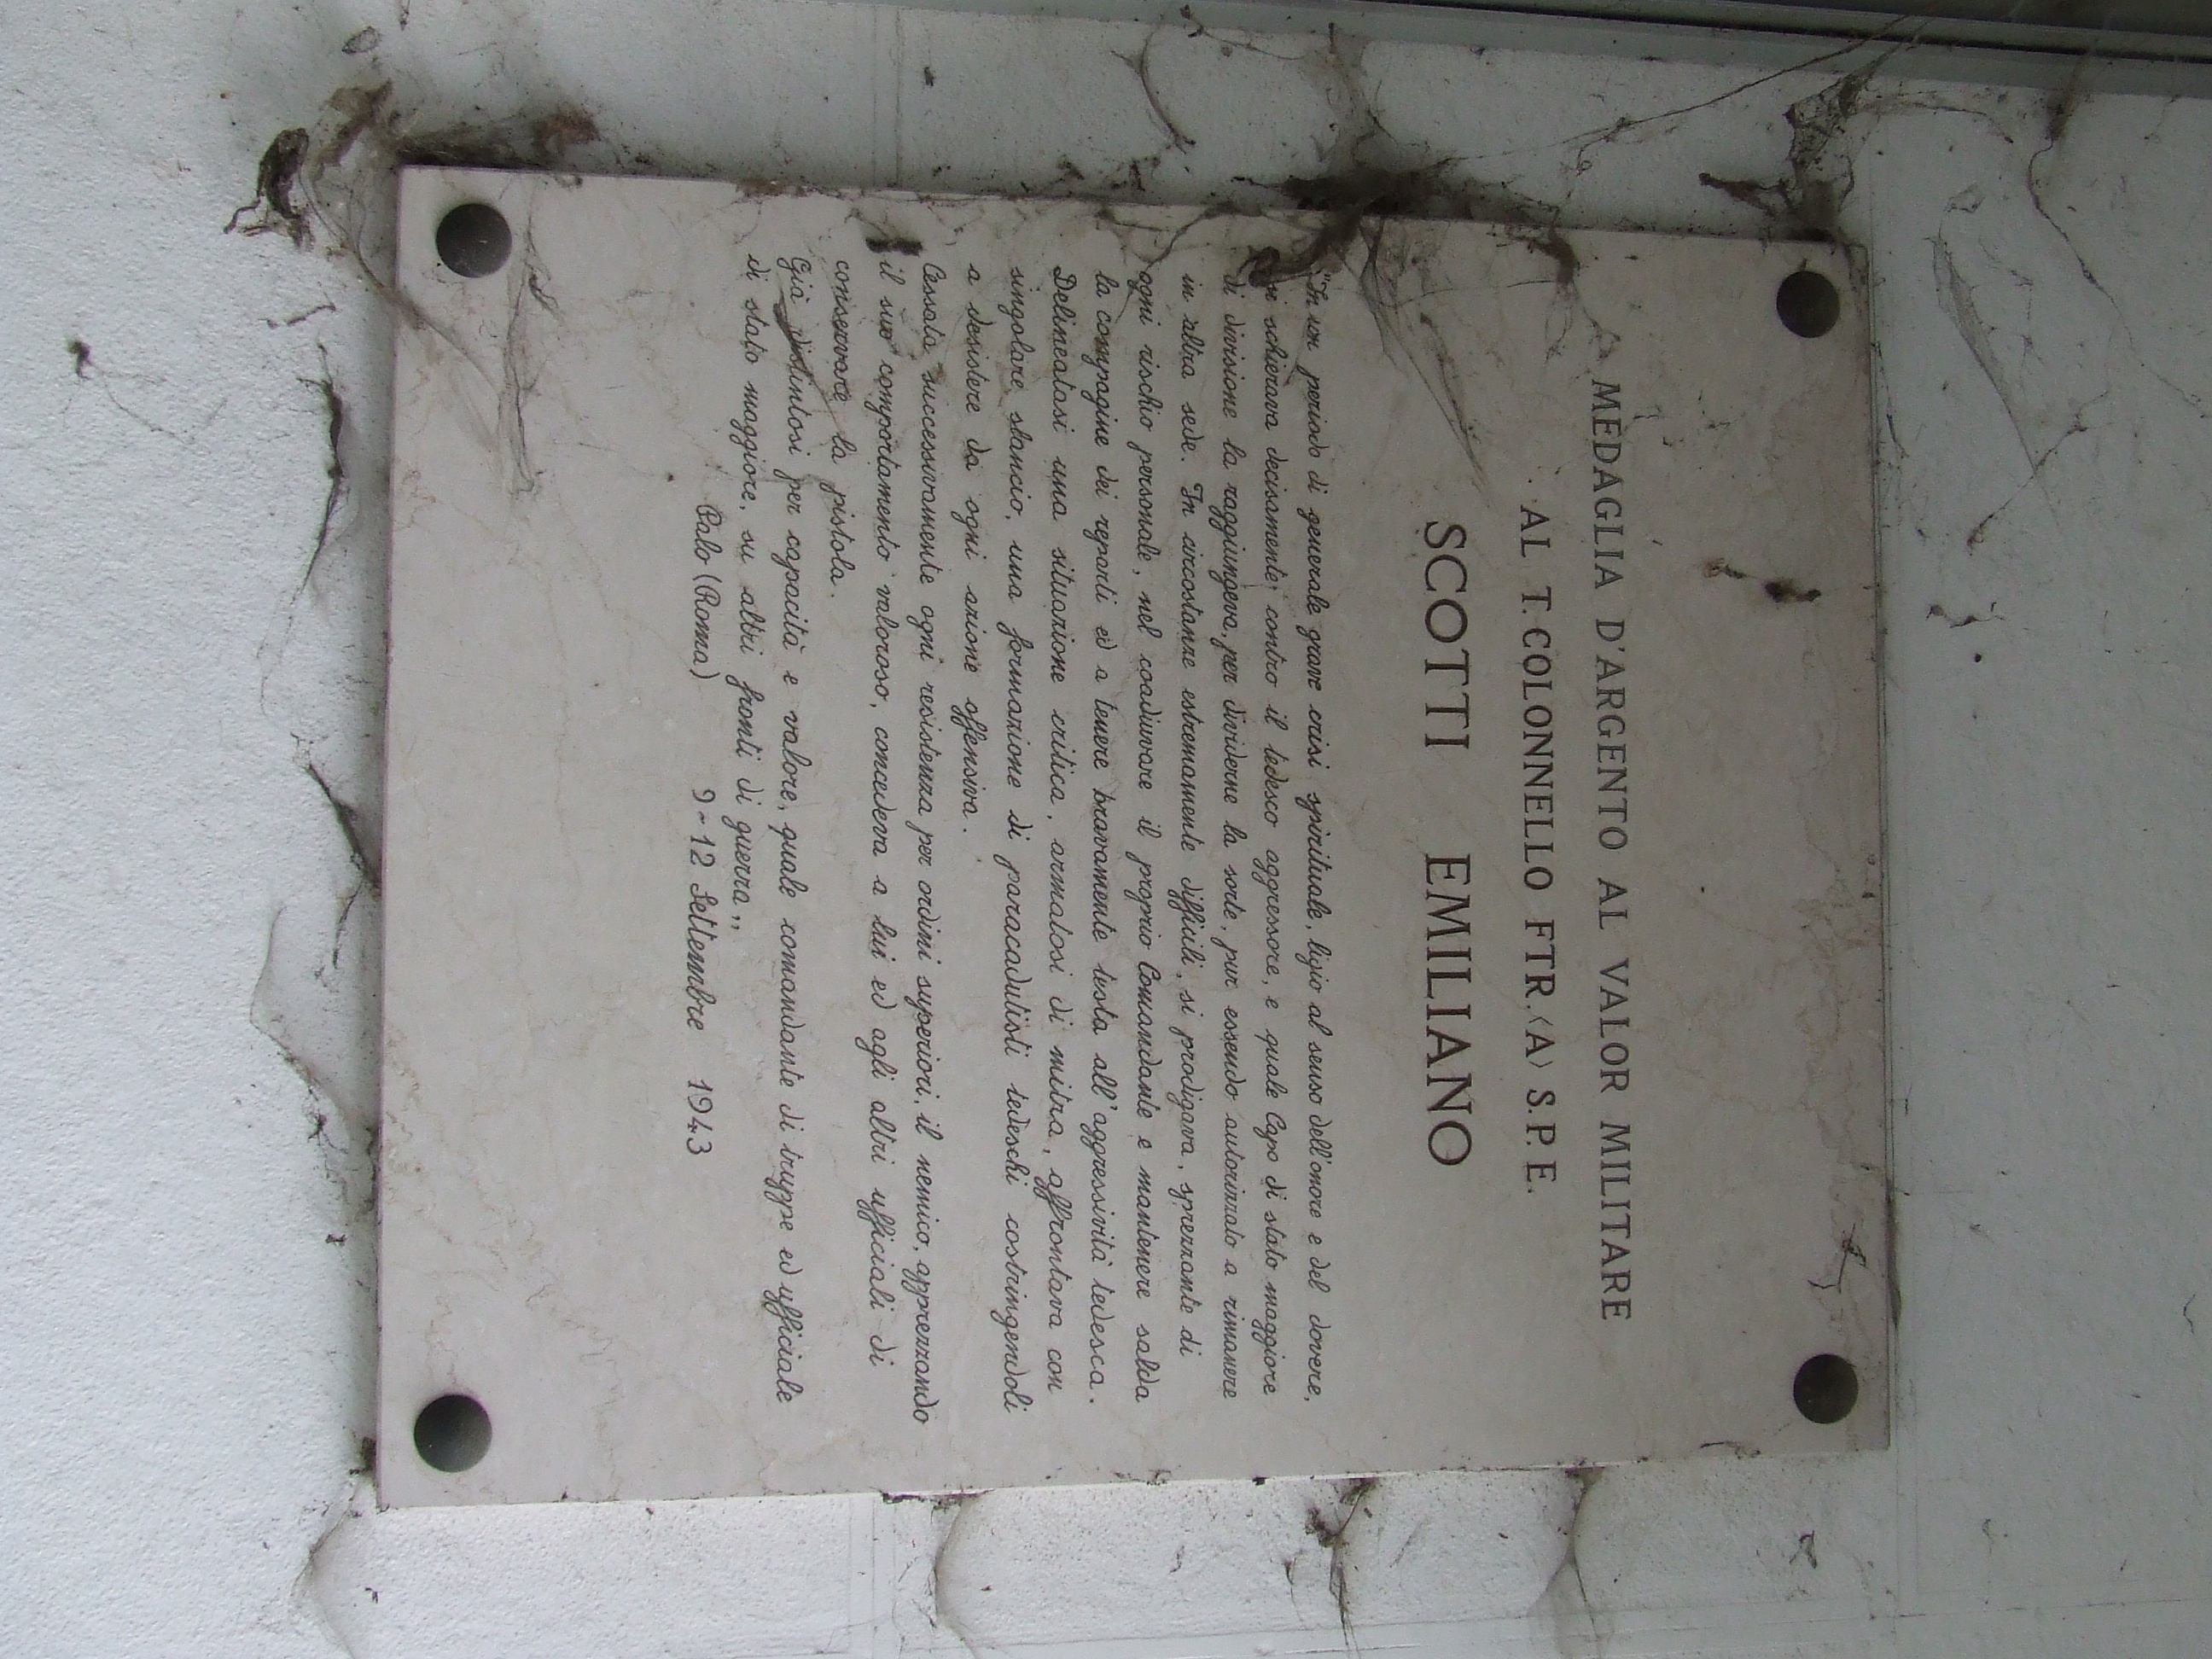 MEDAGLIA D'ARGENTO AL VALOR MILITARE
AL T. COLONNELLO FTR. (A) S.P.E.
SCOTTI EMILIANO
"In un periodo di generale grave crisi spirituale, ligio al senso dell'onore e del dovere,
si schierava decisamente contro il tedesco aggressore, e quale Capo di stato maggiore
di divisione la raggiungeva, per dividerne la sorte, pur essendo autorizzato a rimanere
in altra sede. In circostanze estremamente difficili, si prodigava, sprezzante di
ogni rischio personale, nel coadiuvare il proprio Comandante e mantenere salda
la compagine dei reparti ed a tenere bravamente testa all'aggressività tedesca.
Delineatasi una situazione critica, armatosi di mitra, affrontava con
singolare slancio, una formazione di paracadutisti tedeschi costringendoli
a desistere da ogni azione offensiva.
Cessata successivamente ogni resistenza per ordini superiori, il nemico, apprezzando
il suo comportamento valoroso, concedeva a lui ed agli altri ufficiali di
conservare la pistola.
Già distintosi per capacità e valore, quale comandante di truppe ed ufficiale
di stato maggiore, su altri fronti di guerra,,
Palo (Roma) 9-12 Settembre 1943